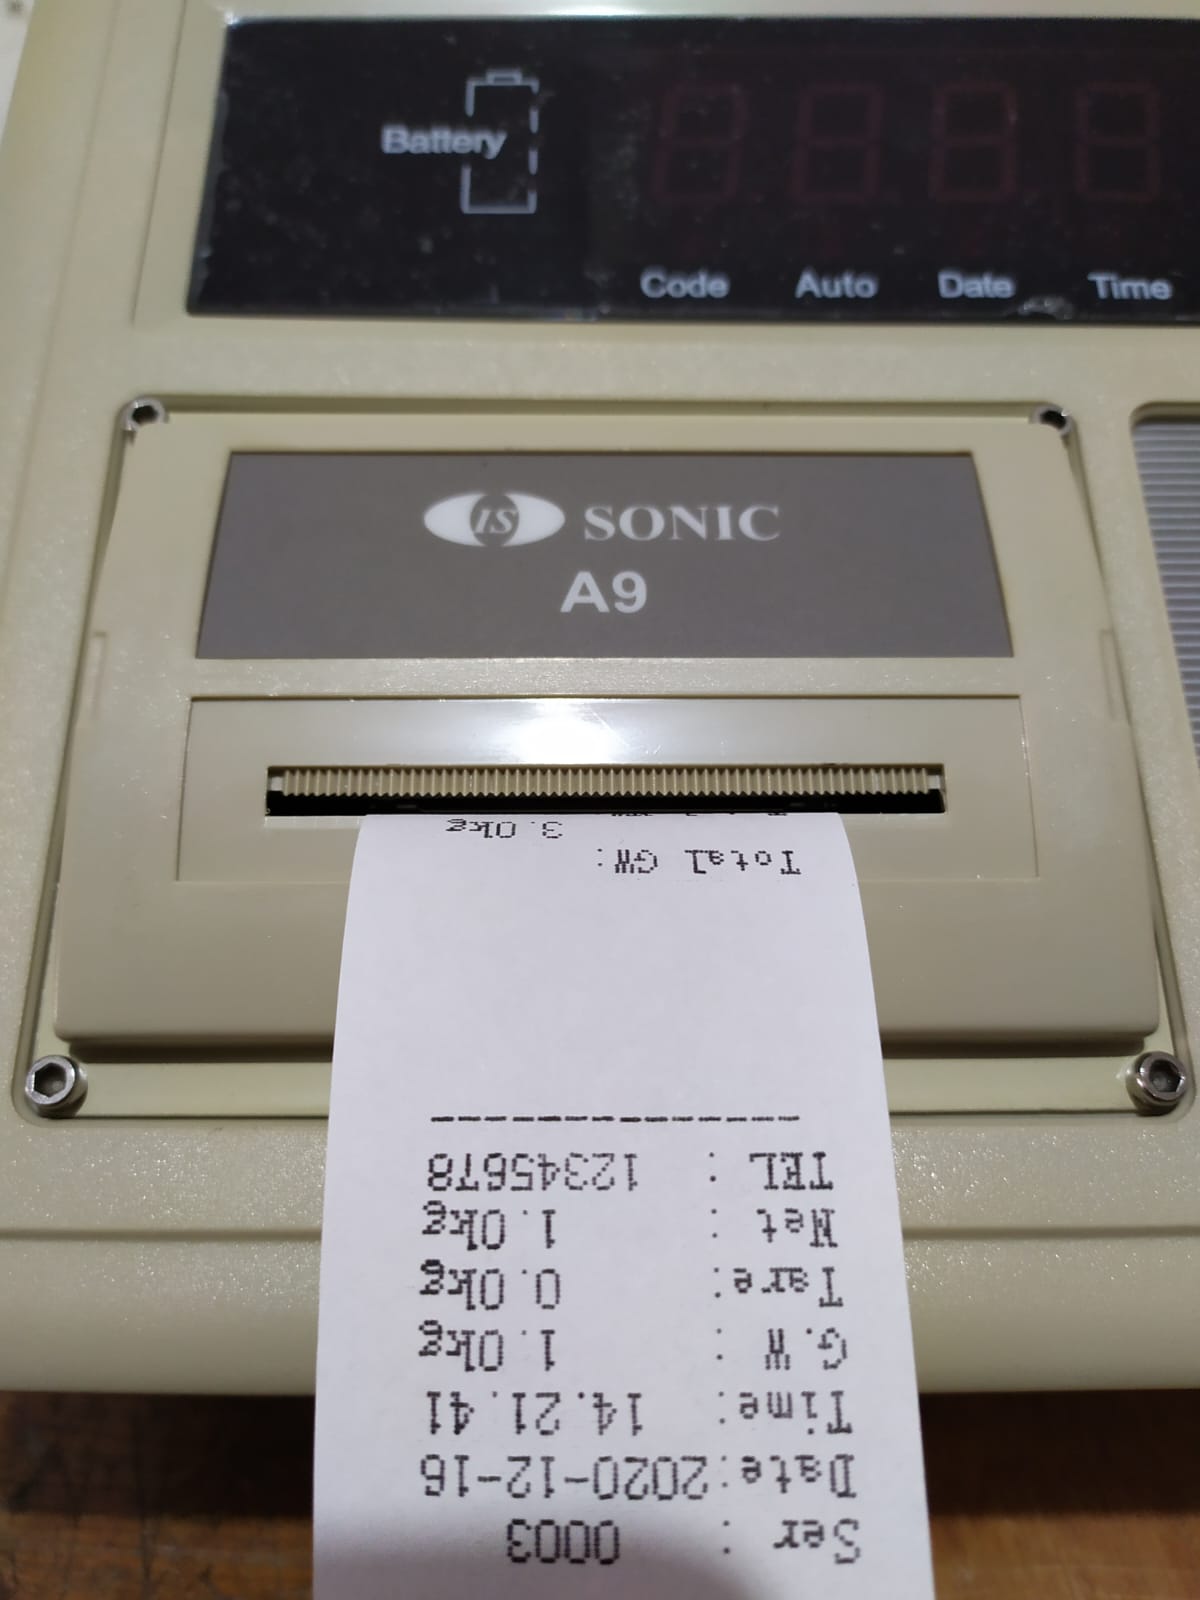 Battery
Code Auto Date Time
IS SONIC
A9
Ser : 0003
Date:2020-12-16
Time: 14.21.41
G.W : 1.0kg
Tare: 0.0kg
Net : 1.0kg
TEL : 12345678
--------------
Total GW:
3.0kg